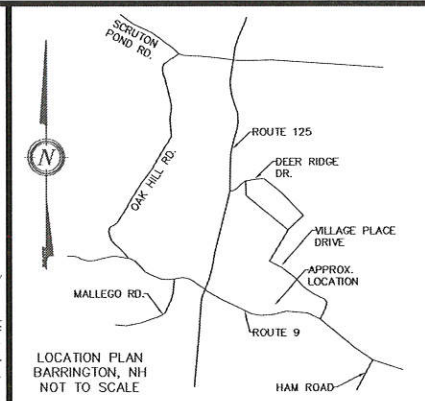 SCRUTON
POND RD.
ROUTE 125
DEER RIDGE
DR.
OAK HILL RD.
N
VILLAGE PLACE
DRIVE
APPROX.
LOCATION
MALLEGO RD.
ROUTE 9
LOCATION PLAN
BARRINGTON, NH
NOT TO SCALE
HAM ROAD